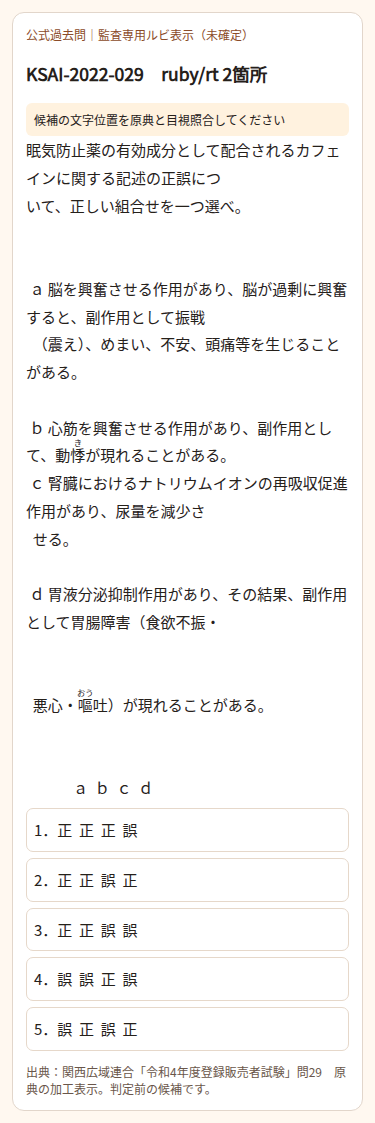 公式過去問｜監査専用ルビ表示（未確定）
KSAI-2022-029　ruby/rt 2箇所
候補の文字位置を原典と目視照合してください
眠気防止薬の有効成分として配合されるカフェ
インに関する記述の正誤につ
いて、正しい組合せを一つ選べ。
a 脳を興奮させる作用があり、脳が過剰に興奮
すると、副作用として振戦
（震え）、めまい、不安、頭痛等を生じること
がある。
b 心筋を興奮させる作用があり、副作用とし
き
て、動悸が現れることがある。
c 腎臓におけるナトリウムイオンの再吸収促進
作用があり、尿量を減少さ
せる。
d 胃液分泌抑制作用があり、その結果、副作用
として胃腸障害（食欲不振・
おう
悪心・嘔吐）が現れることがある。
a b c d
1. 正 正 正 誤
2. 正 正 誤 正
3. 正 正 誤 誤
4. 誤 誤 正 誤
5. 誤 正 誤 正
出典：関西広域連合「令和4年度登録販売者試験」問29　原
典の加工表示。判定前の候補です。